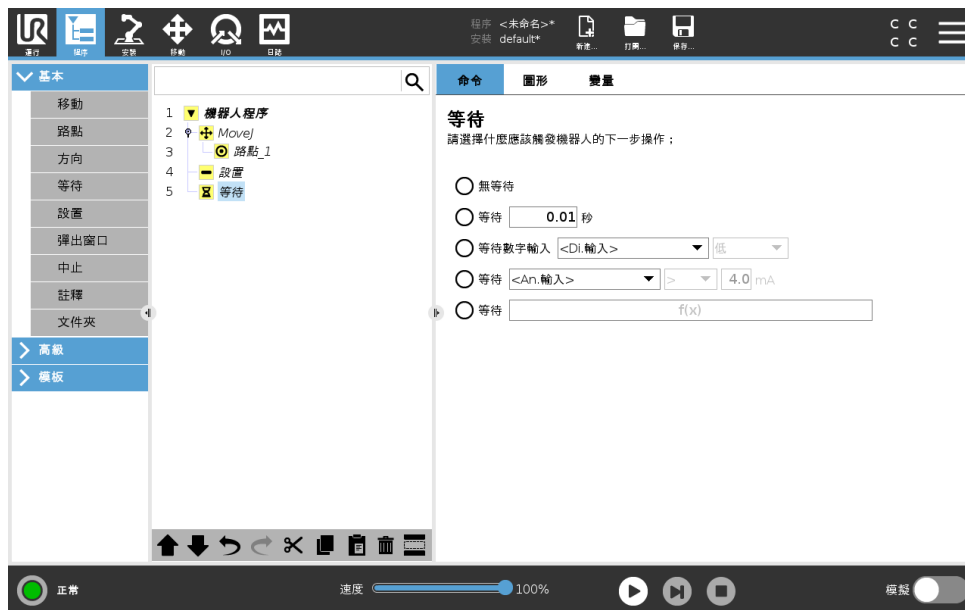 UR
運行
程序
安裝
移動
I/O
日誌
程序 <未命名>*
安裝 default*
新建...
打開...
保存...
C C
C C
基本
移動
路點
方向
等待
設置
彈出窗口
中止
註釋
文件夾
高級
模板
1 機器人程序
2 MoveJ
3 路點_1
4 設置
5 等待
命令 圖形 變量
等待
請選擇什麼應該觸發機器人的下一步操作：
無等待
等待 0.01 秒
等待數字輸入 <Di.輸入> 低
等待 <An.輸入> > 4.0 mA
等待 f(x)
正常
速度 100%
模擬